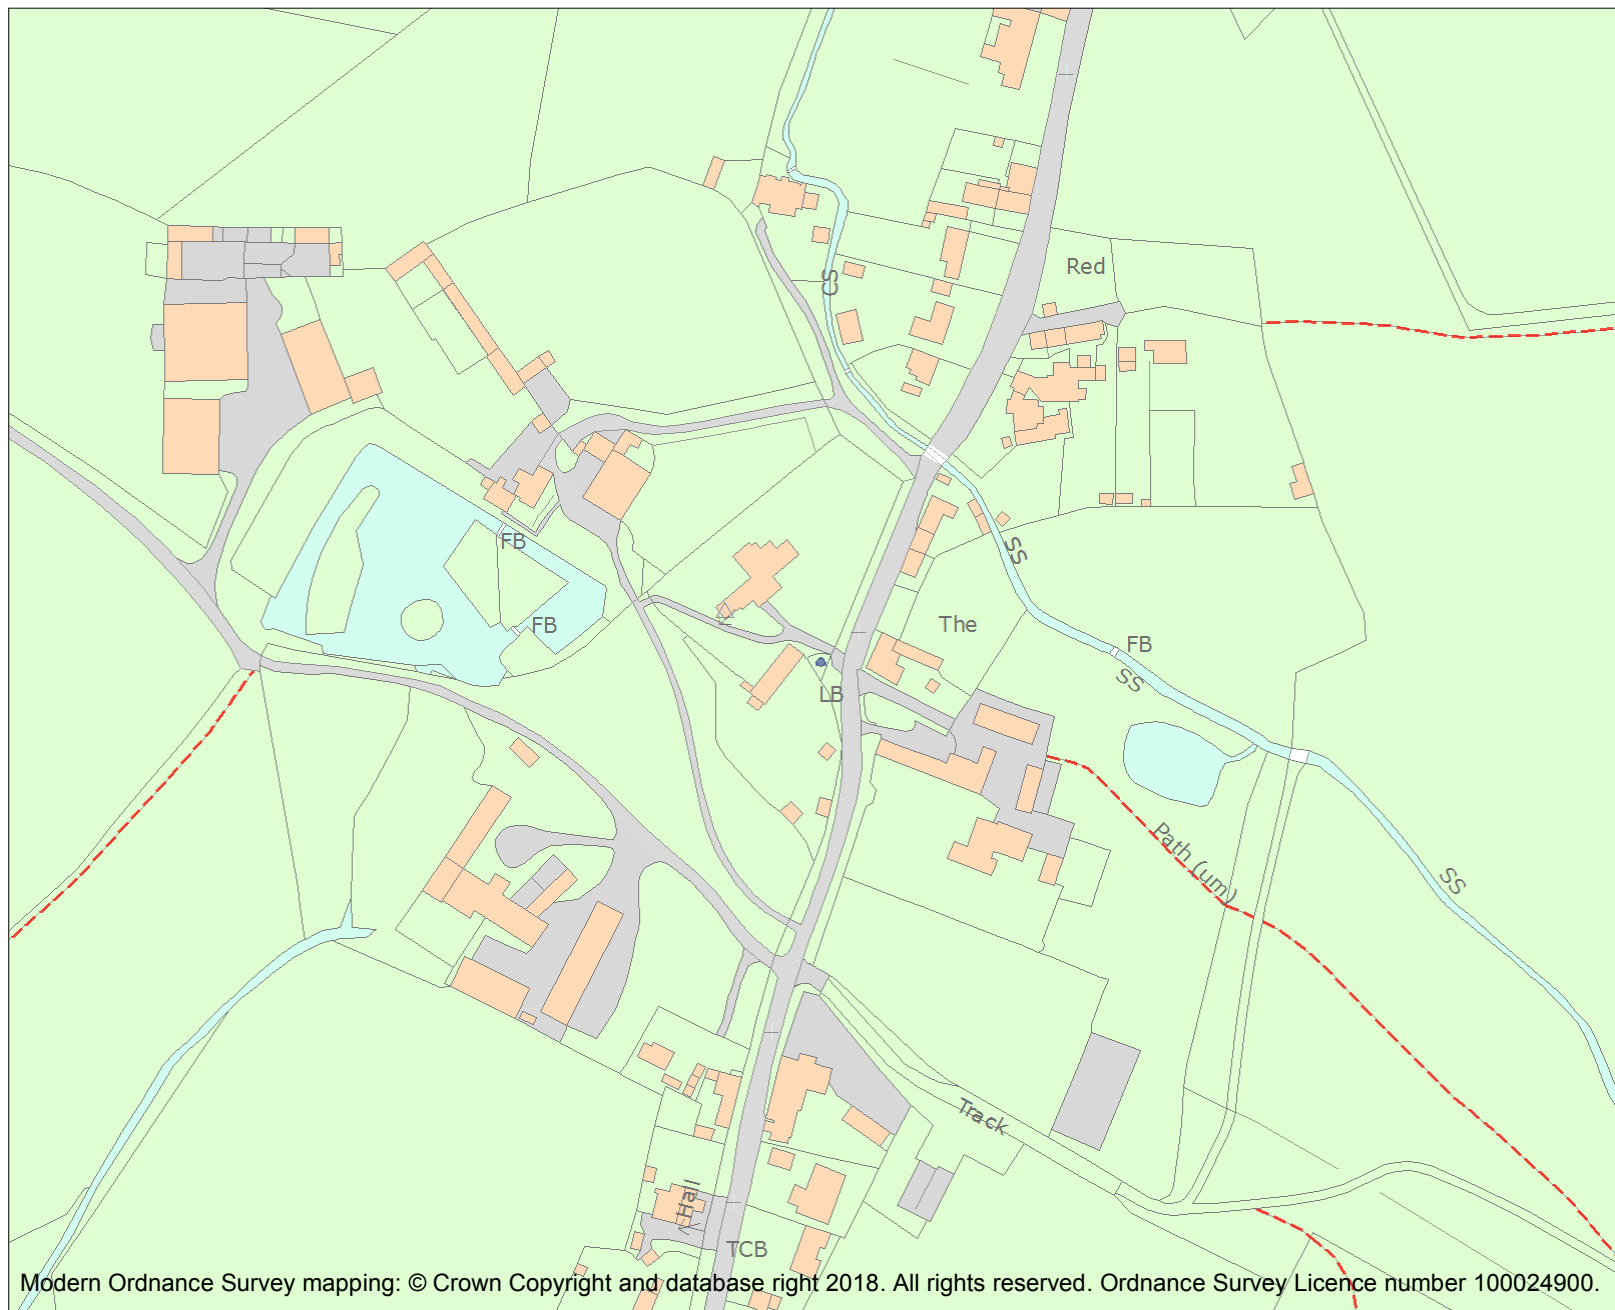 Red
CS
FB
SS
The
FB
FB
SS
LB
Path (um)
SS
Track
Hall
TCB
Modern Ordnance Survey mapping: © Crown Copyright and database right 2018. All rights reserved. Ordnance Survey Licence number 100024900.